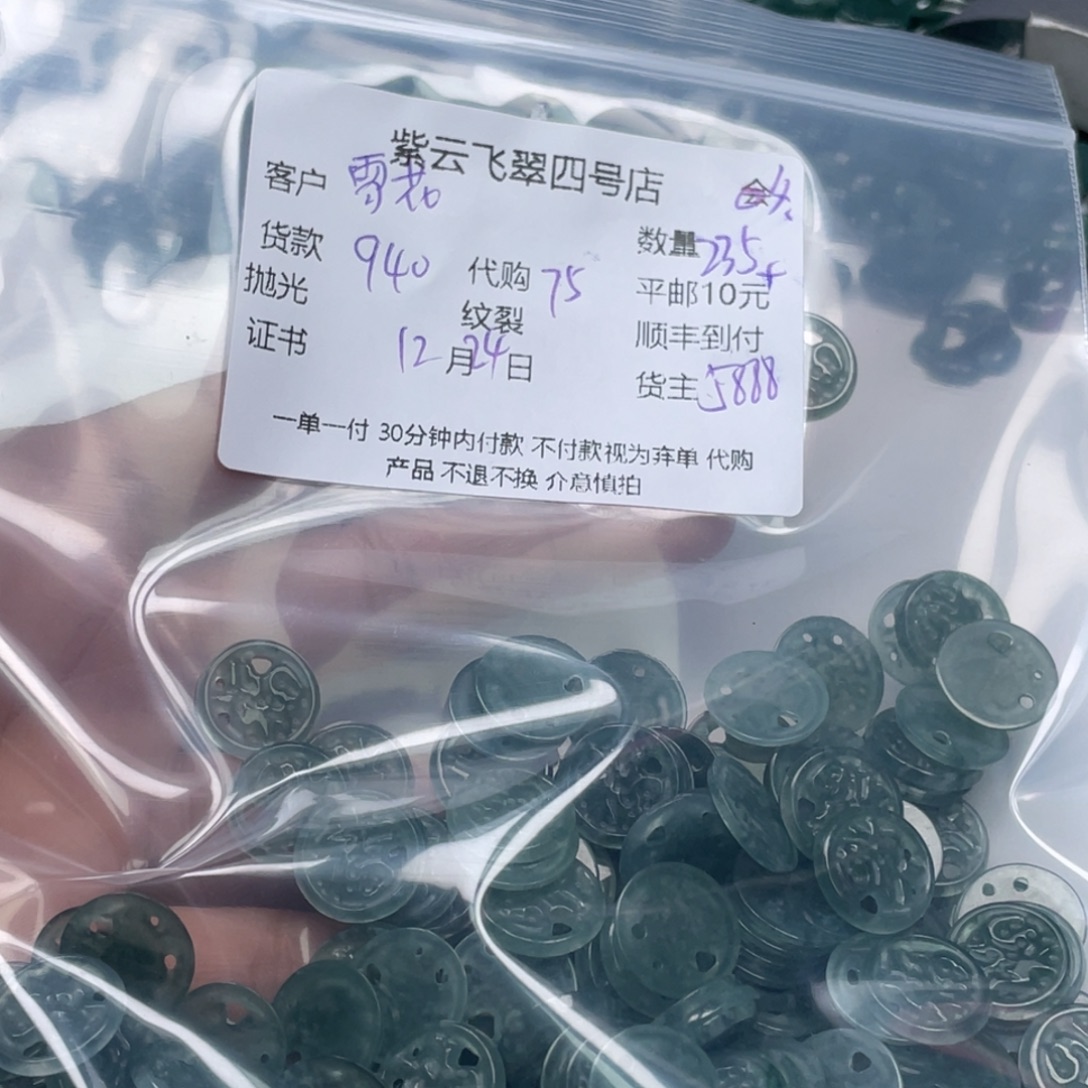 紫云飞翠四号店
客户 雪君 会4.
货款 940 代购 75 数量 235+
抛光 纹裂 平邮10元
证书 12月24日 顺丰到付
货主 5888
一单一付 30分钟内付款 不付款视为弃单 代购
产品 不退不换 介意慎拍